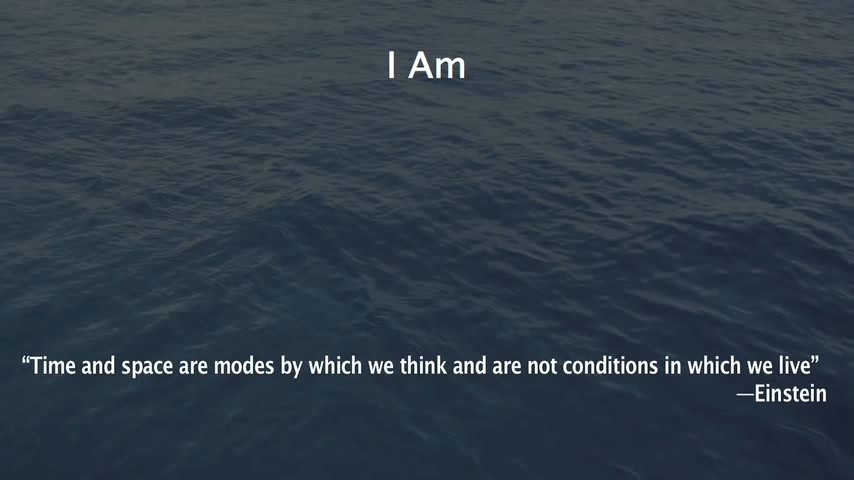 I Am
“Time and space are modes by which we think and are not conditions in which we live”
—Einstein